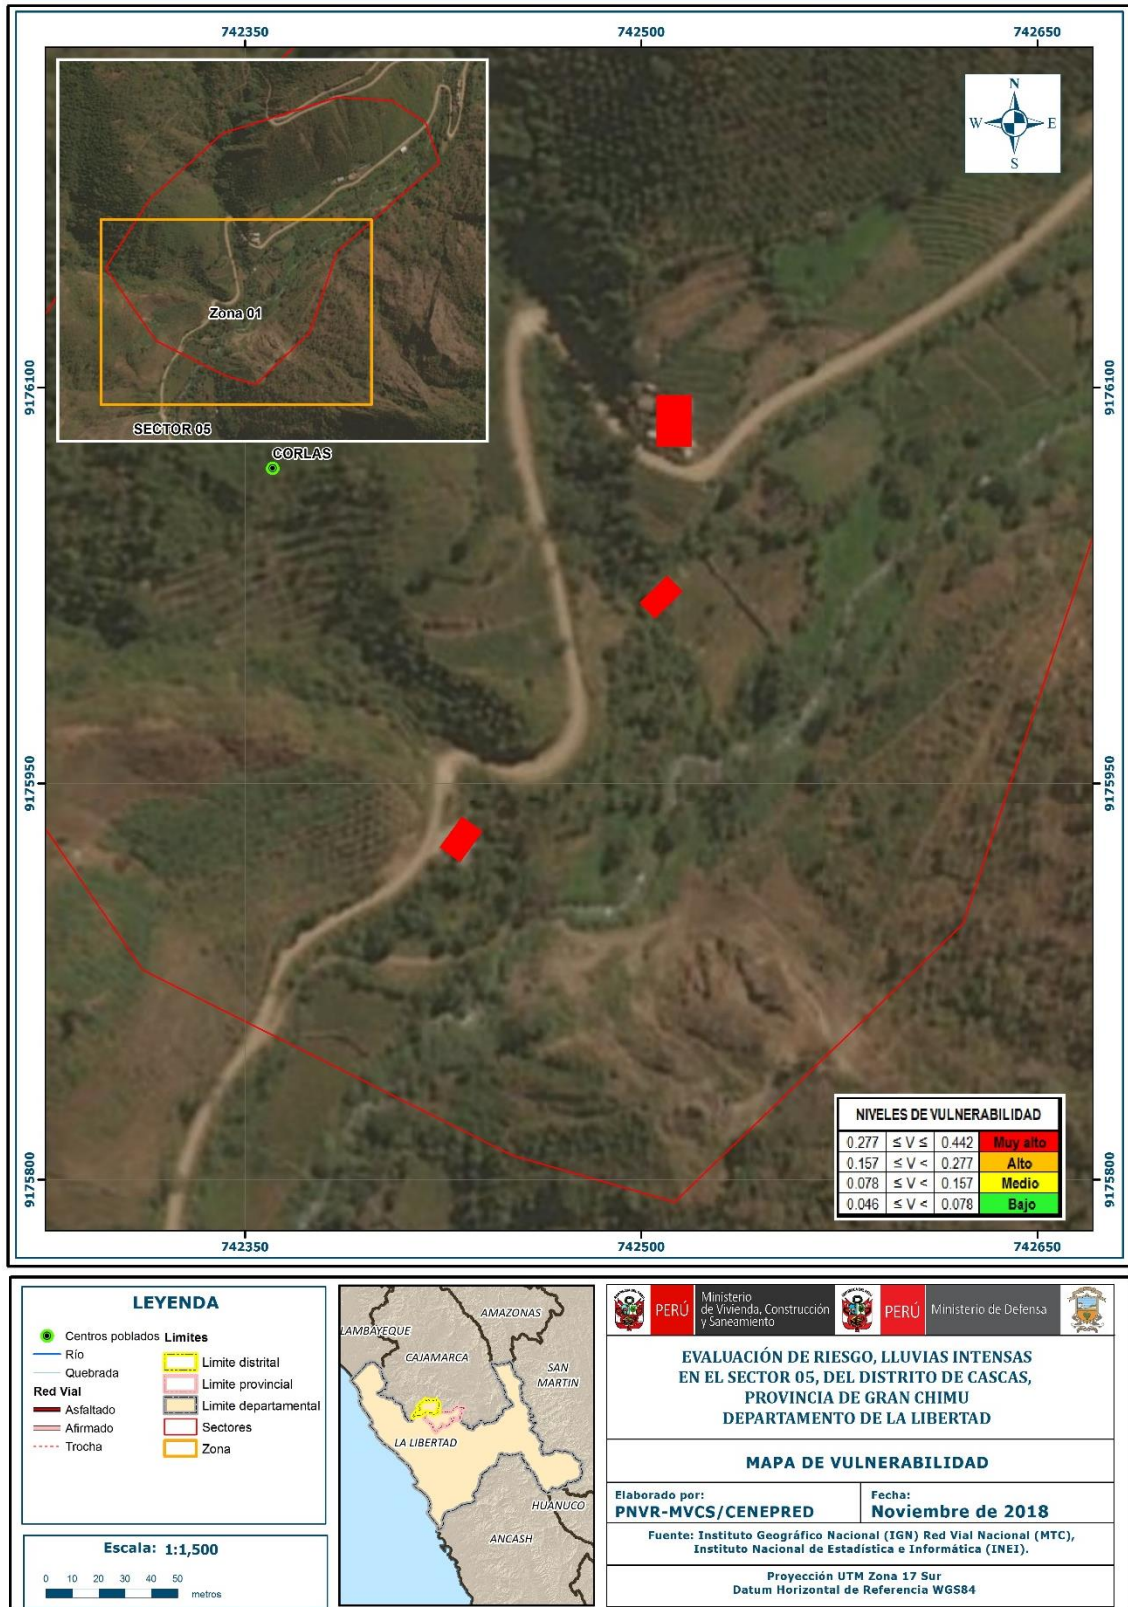 742350
742500
742650
N
W
E
S
Zona 01
SECTOR 05
CORLAS
9176100
9176100
9175950
9175950
9175800
9175800
NIVELES DE VULNERABILIDAD
0.277 ≤ V ≤ 0.442 Muy alto
0.157 ≤ V < 0.277 Alto
0.078 ≤ V < 0.157 Medio
0.046 ≤ V < 0.078 Bajo
742350
742500
742650
LEYENDA
Centros poblados
Río
Quebrada
Red Vial
Asfaltado
Afirmado
Trocha
Limites
Limite distrital
Limite provincial
Limite departamental
Sectores
Zona
Escala: 1:1,500
0 10 20 30 40 50
metros
AMAZONAS
LAMBAYEQUE
CAJAMARCA
SAN
MARTIN
LA LIBERTAD
HUANUCO
ANCASH
PERÚ
Ministerio
de Vivienda, Construcción
y Saneamiento
PERÚ
Ministerio de Defensa
EVALUACIÓN DE RIESGO, LLUVIAS INTENSAS
EN EL SECTOR 05, DEL DISTRITO DE CASCAS,
PROVINCIA DE GRAN CHIMU
DEPARTAMENTO DE LA LIBERTAD
MAPA DE VULNERABILIDAD
Elaborado por:
PNVR-MVCS/CENEPRED
Fecha:
Noviembre de 2018
Fuente: Instituto Geográfico Nacional (IGN) Red Vial Nacional (MTC),
Instituto Nacional de Estadística e Informática (INEI).
Proyección UTM Zona 17 Sur
Datum Horizontal de Referencia WGS84